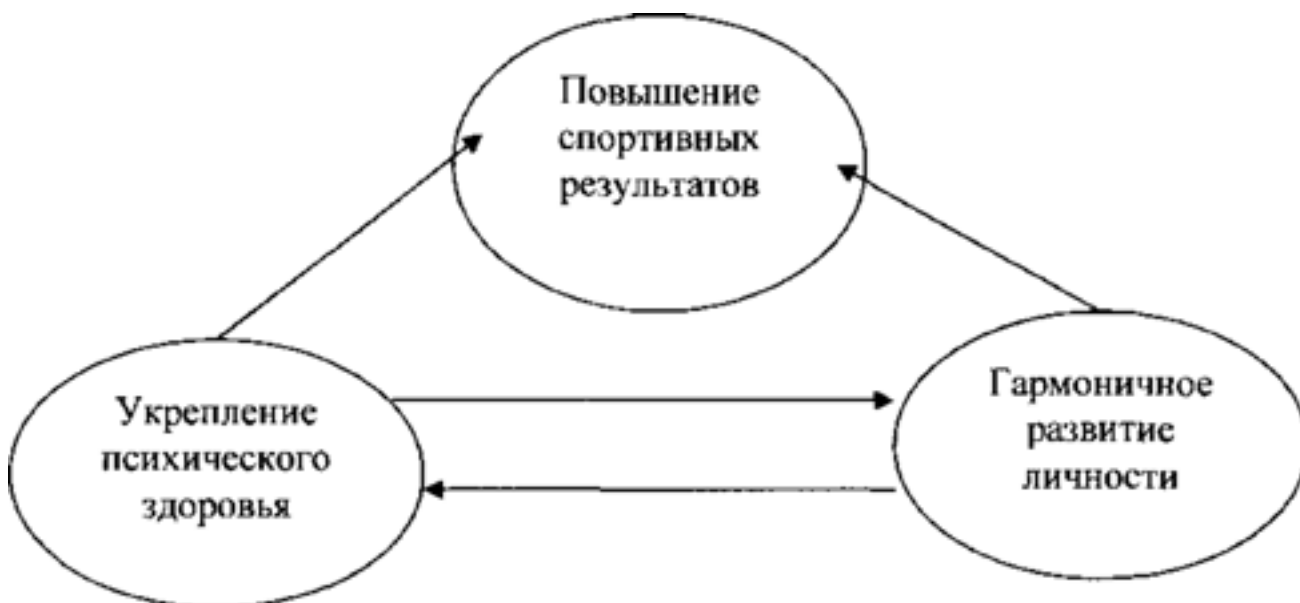 Повышение
спортивных
результатов
Укрепление
психического
здоровья
Гармоничное
развитие
личности